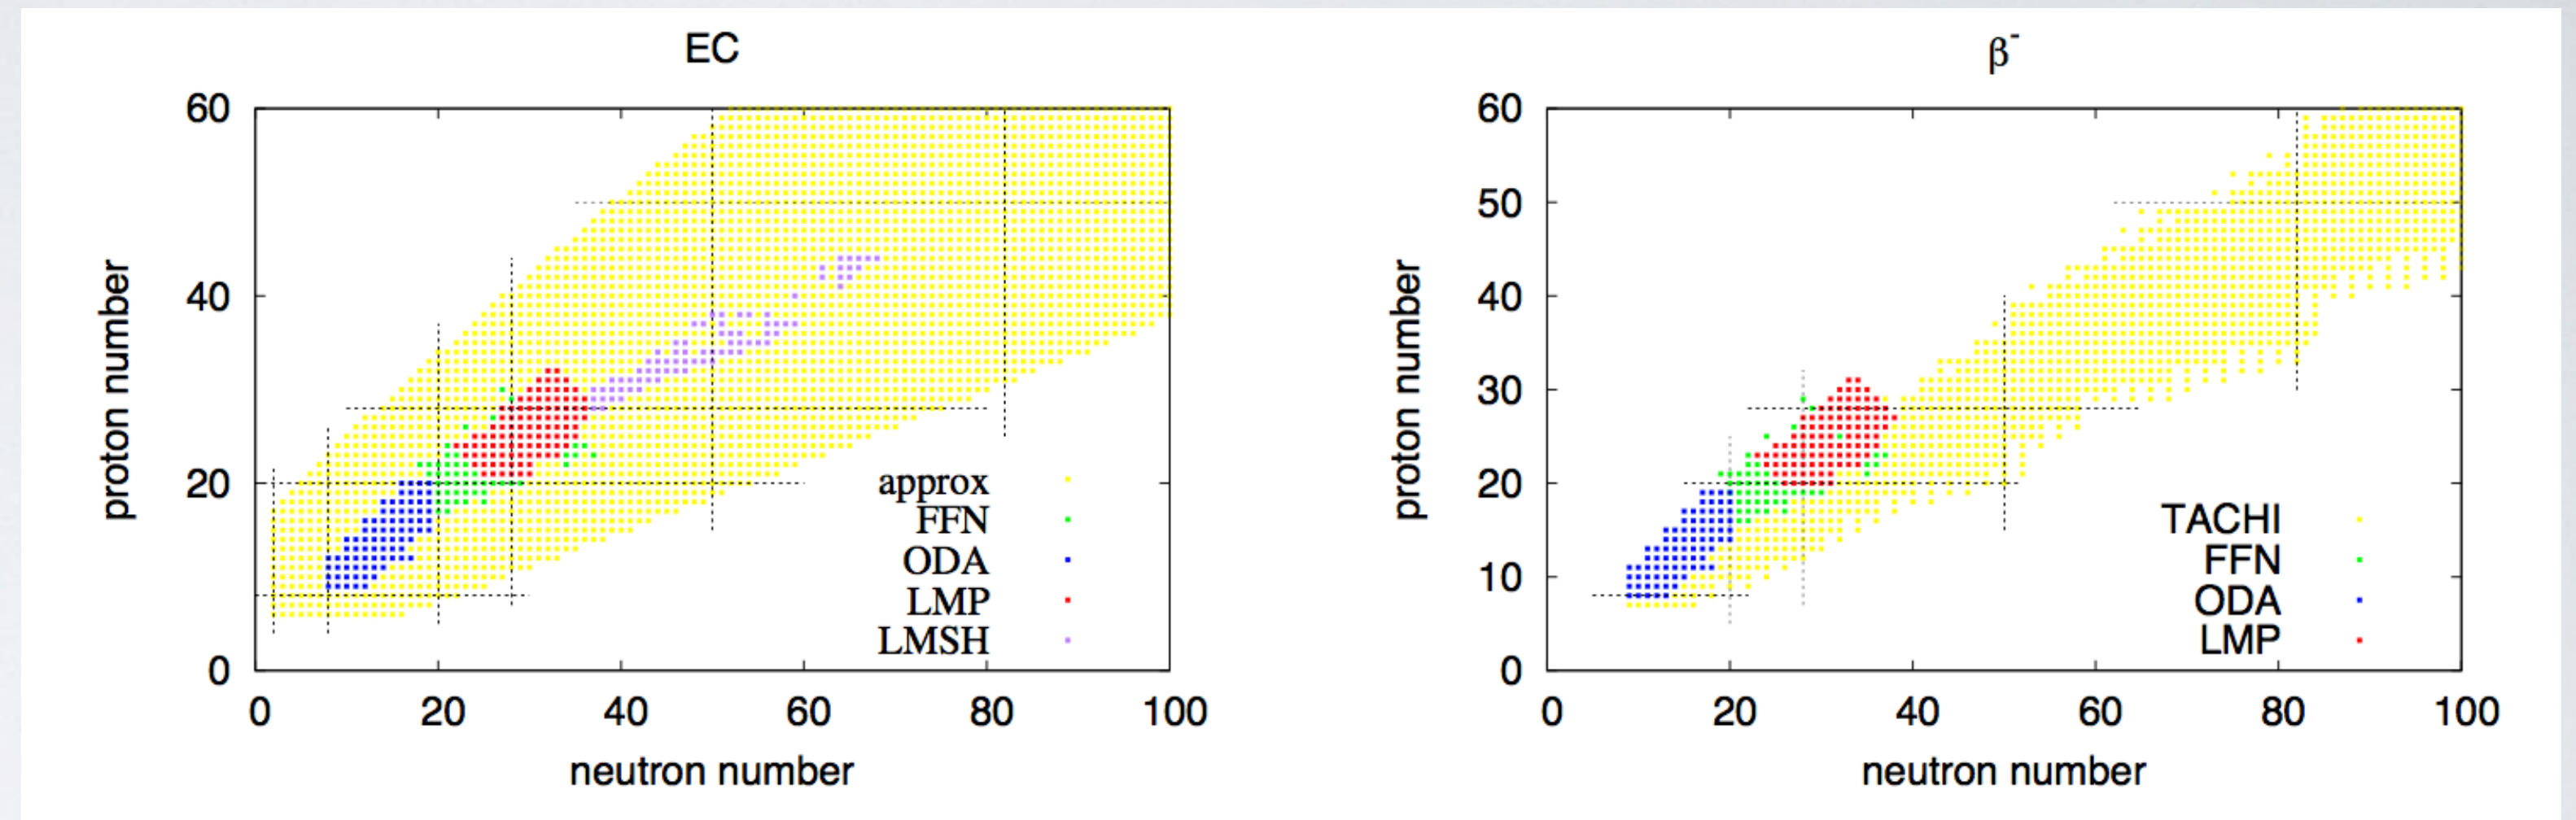 EC
60
40
20
0
proton number
approx
FFN
ODA
LMP
LMSH
0 20 40 60 80 100
neutron number
β-
60
50
40
30
20
10
0
proton number
TACHI
FFN
ODA
LMP
0 20 40 60 80 100
neutron number